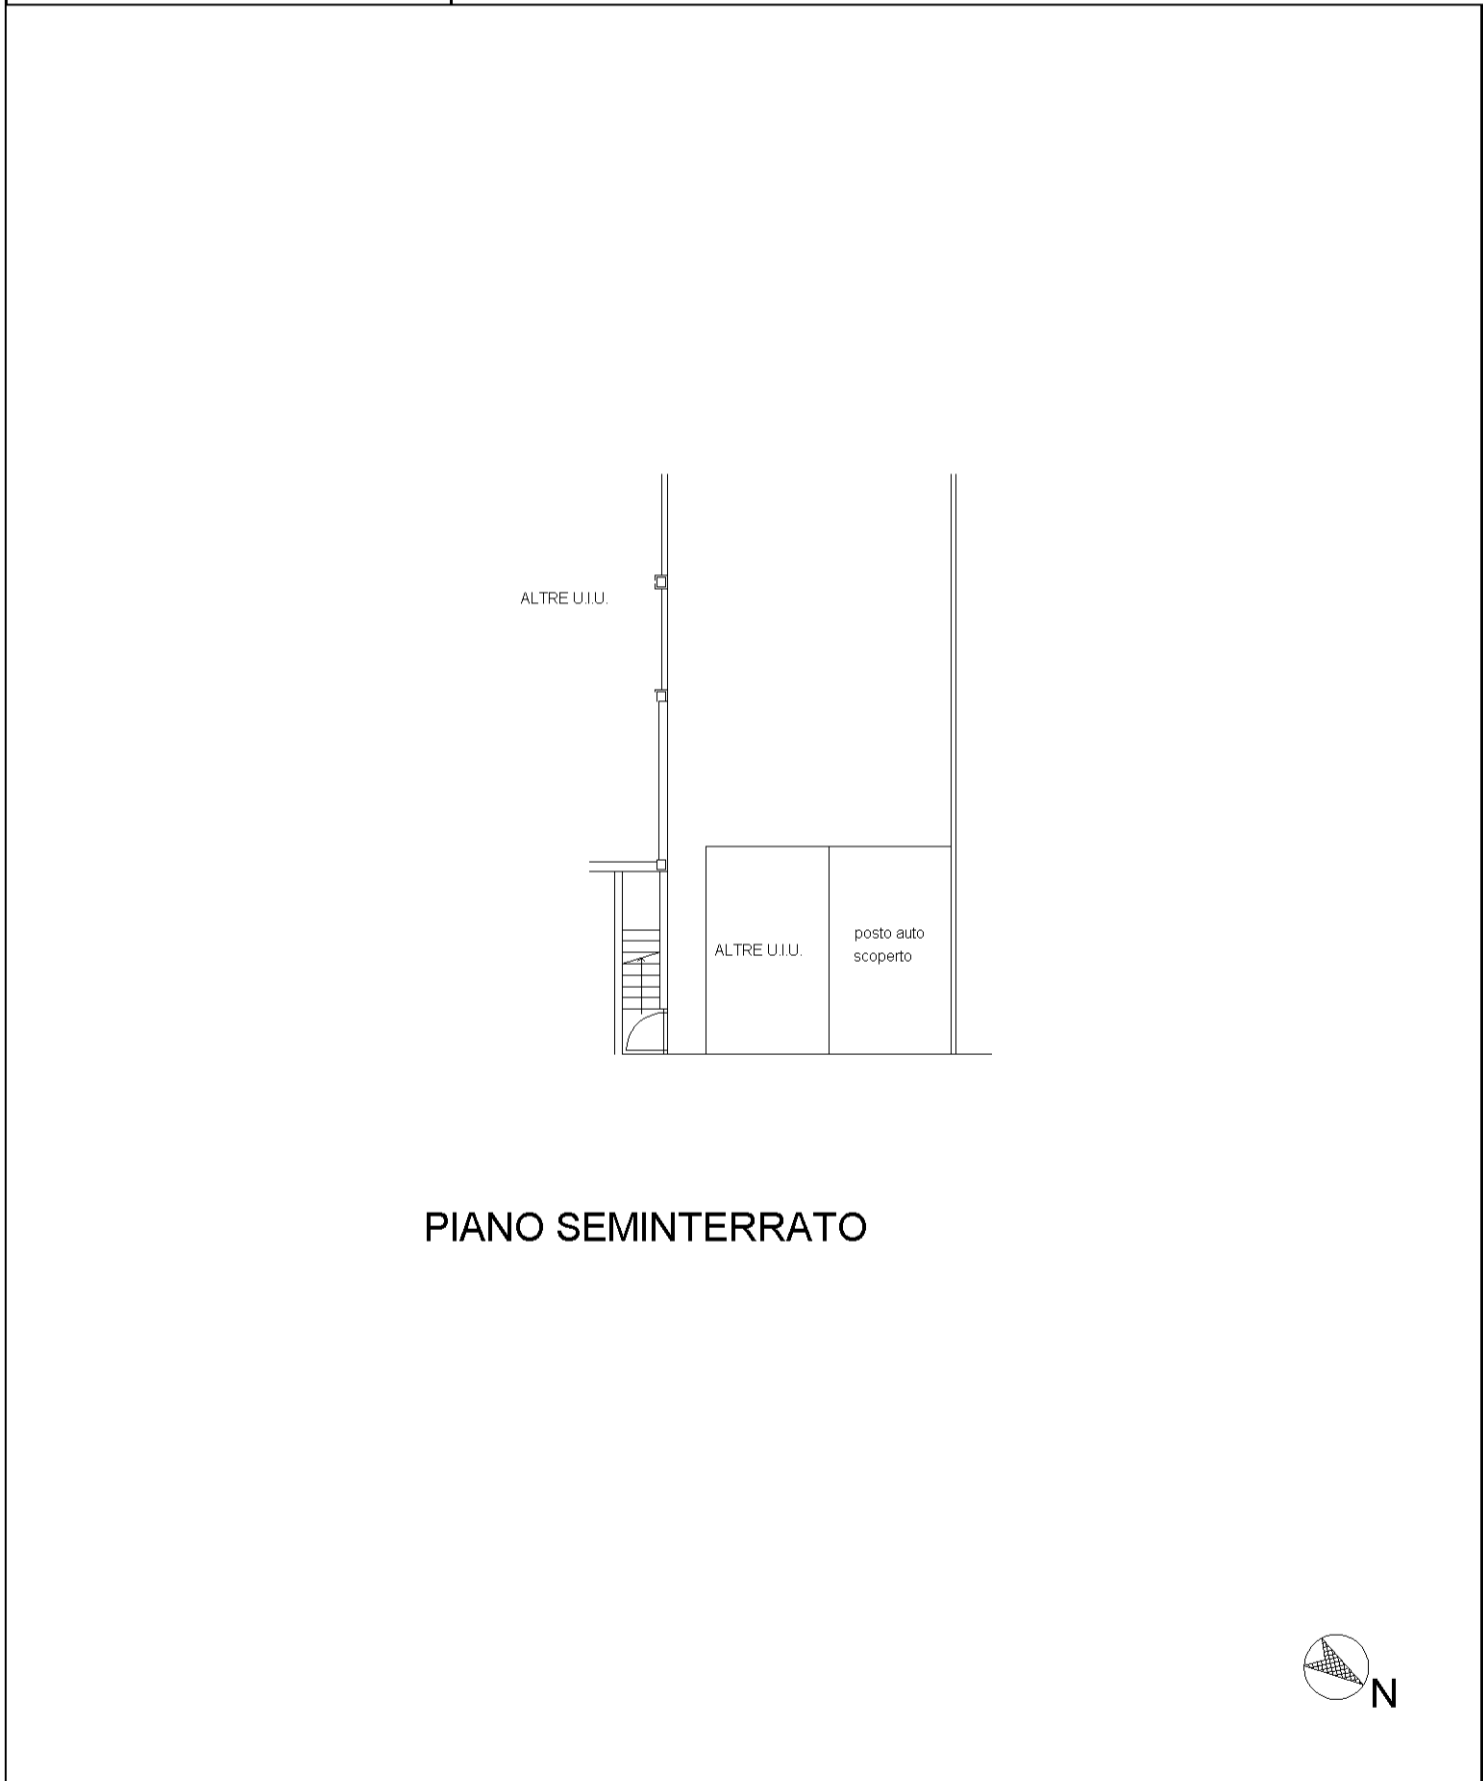 ALTRE U.I.U.
posto auto
ALTRE U.I.U.
scoperto
PIANO SEMINTERRATO
N